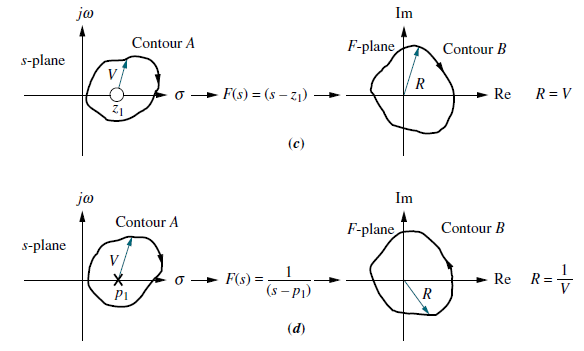 jω Im
Contour A F-plane Contour B
s-plane
V R
σ F(s) = (s – z₁) Re R = V
z₁
(c)
jω Im
Contour A F-plane Contour B
s-plane
V
σ F(s) = 1/(s – p₁) Re R = 1/V
p₁ R
(d)